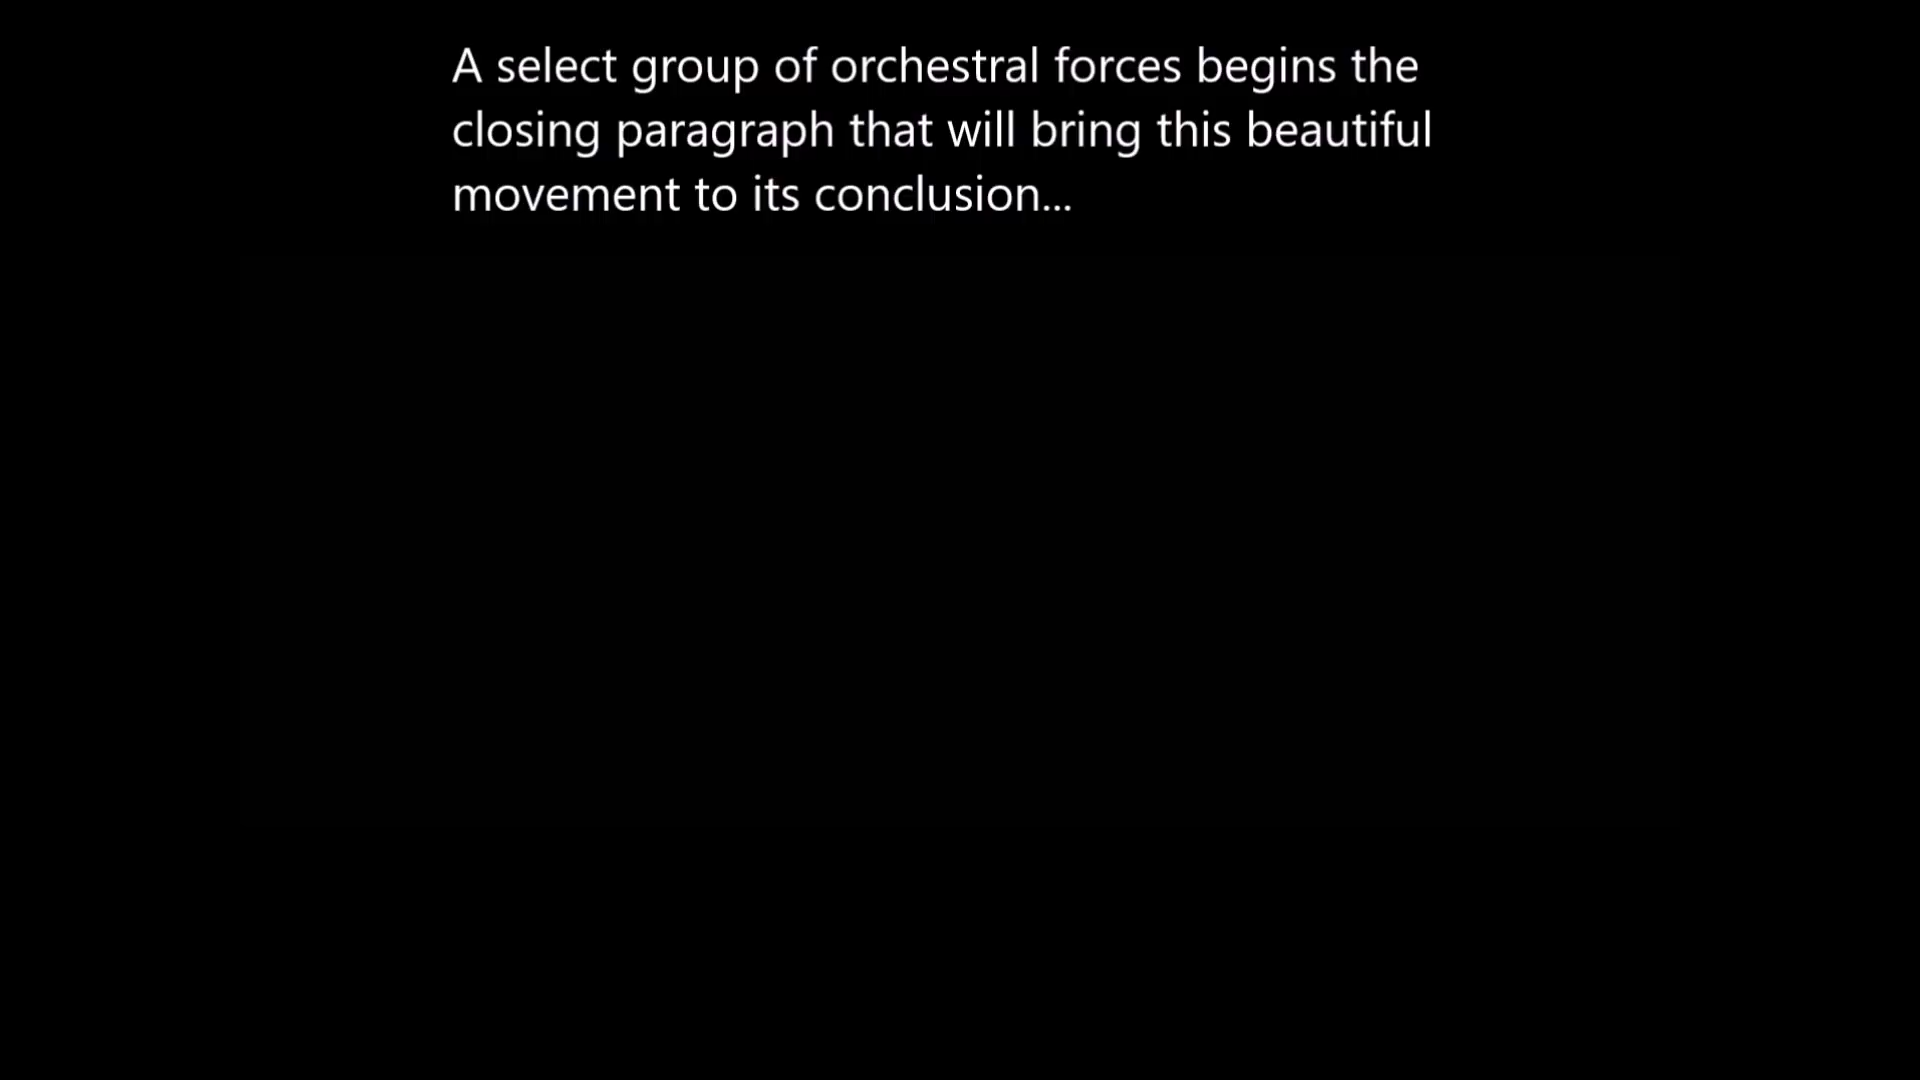 A select group of orchestral forces begins the
closing paragraph that will bring this beautiful
movement to its conclusion...